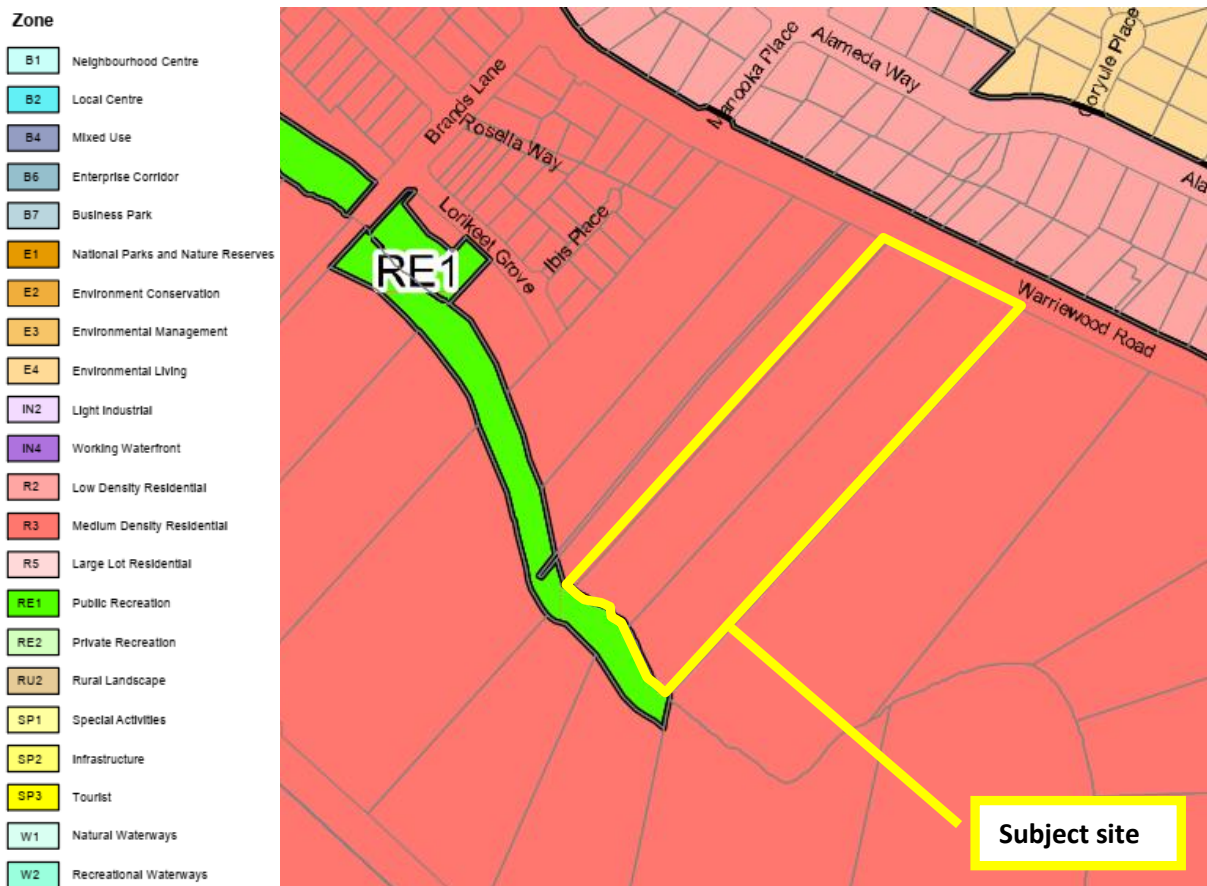 Zone
B1 Neighbourhood Centre
B2 Local Centre
B4 Mixed Use
B6 Enterprise Corridor
B7 Business Park
E1 National Parks and Nature Reserves
E2 Environment Conservation
E3 Environmental Management
E4 Environmental Living
IN2 Light Industrial
IN4 Working Waterfront
R2 Low Density Residential
R3 Medium Density Residential
R5 Large Lot Residential
RE1 Public Recreation
RE2 Private Recreation
RU2 Rural Landscape
SP1 Special Activities
SP2 Infrastructure
SP3 Tourist
W1 Natural Waterways
W2 Recreational Waterways
Brands Lane
Rosella Way
Lorikeet Grove
Ibis Place
RE1
Manooka Place
Alameda Way
Coryule Place
Ala
Warriewood Road
Subject site